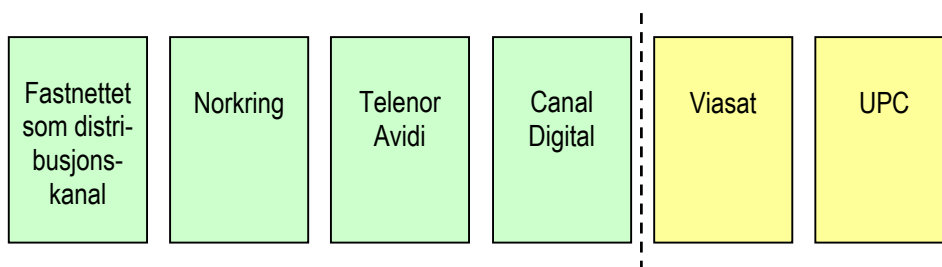 Fastnettet
som distri-
busjons-
kanal
Norkring
Telenor
Avidi
Canal
Digital
Viasat
UPC